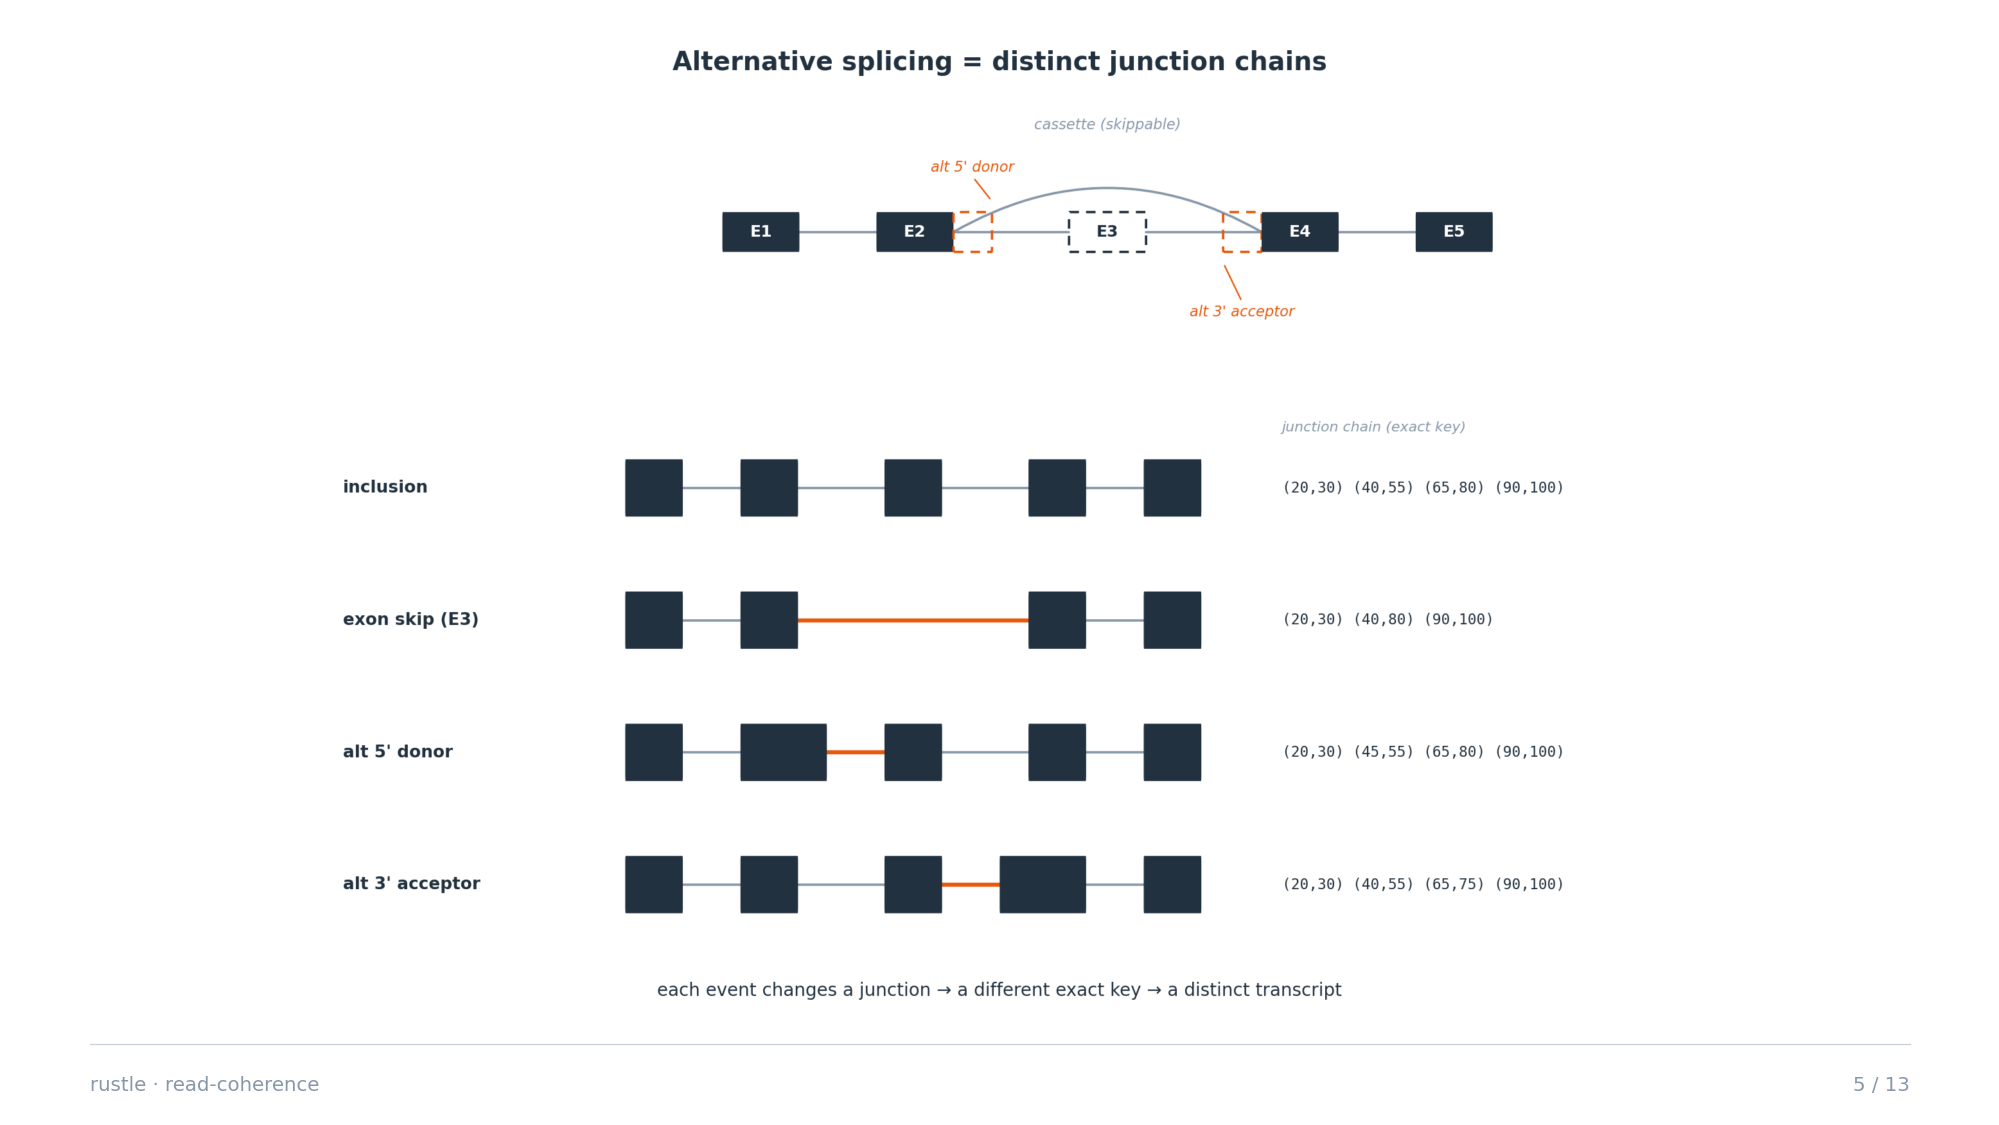 Alternative splicing = distinct junction chains
cassette (skippable)
alt 5' donor
E1 E2 E3 E4 E5
alt 3' acceptor
junction chain (exact key)
inclusion (20,30) (40,55) (65,80) (90,100)
exon skip (E3) (20,30) (40,80) (90,100)
alt 5' donor (20,30) (45,55) (65,80) (90,100)
alt 3' acceptor (20,30) (40,55) (65,75) (90,100)
each event changes a junction → a different exact key → a distinct transcript
rustle · read-coherence 5 / 13